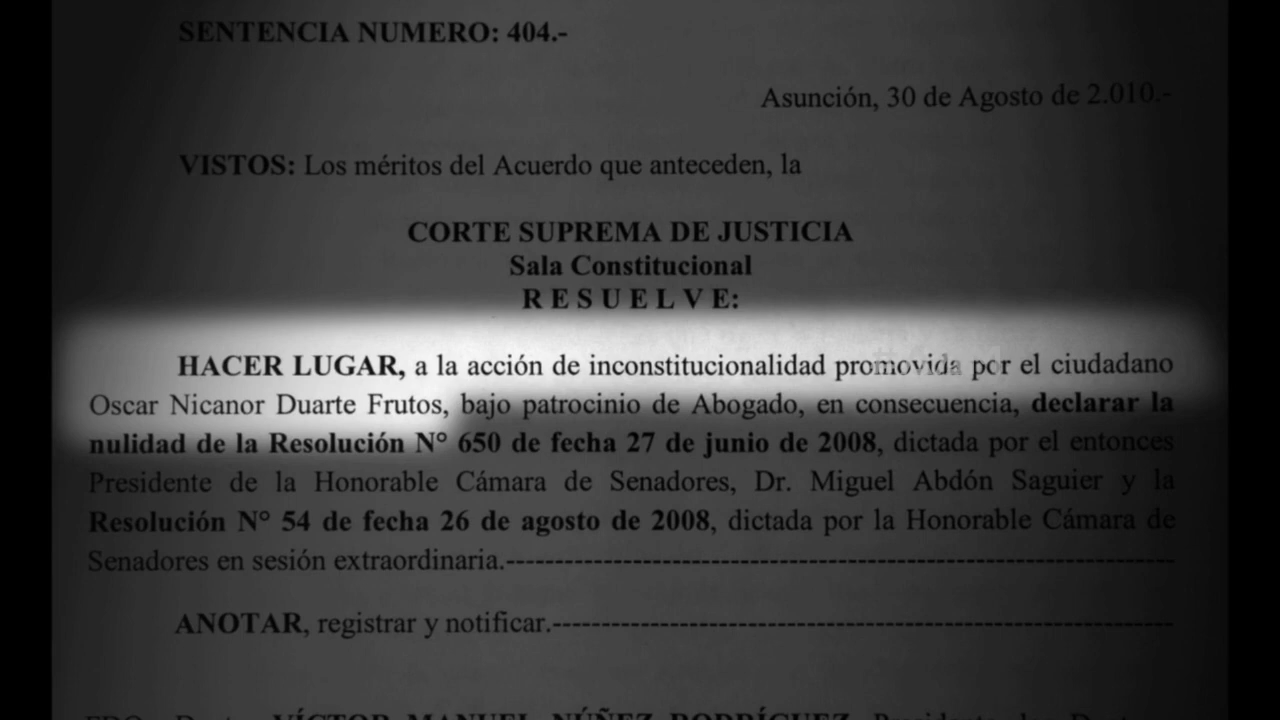 SENTENCIA NUMERO: 404.-
Asunción, 30 de Agosto de 2.010.-
VISTOS: Los méritos del Acuerdo que anteceden, la
CORTE SUPREMA DE JUSTICIA
Sala Constitucional
R E S U E L V E:
HACER LUGAR, a la acción de inconstitucionalidad promovida por el ciudadano
Oscar Nicanor Duarte Frutos, bajo patrocinio de Abogado, en consecuencia, declarar la
nulidad de la Resolución N° 650 de fecha 27 de junio de 2008, dictada por el entonces
Presidente de la Honorable Cámara de Senadores, Dr. Miguel Abdón Saguier y la
Resolución N° 54 de fecha 26 de agosto de 2008, dictada por la Honorable Cámara de
Senadores en sesión extraordinaria.-----------------------------------------------------------------------
ANOTAR, registrar y notificar.------------------------------------------------------------------
VÍCTOR MANUEL NÚÑEZ RODRÍGUEZ,